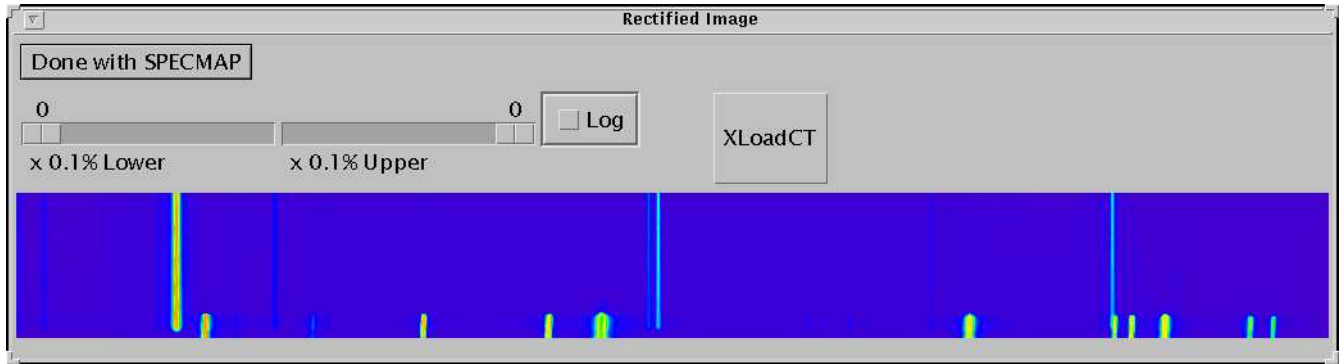 Rectified Image
Done with SPECMAP
0 0
Log
XLoadCT
x 0.1% Lower x 0.1% Upper